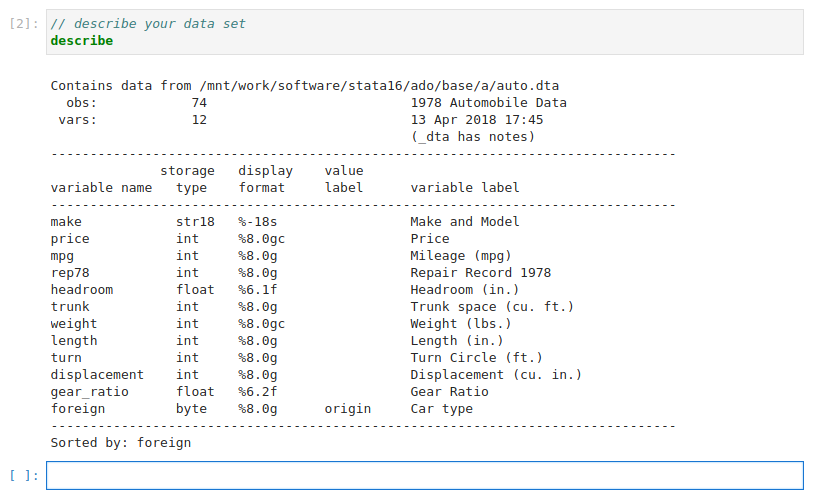 [2]: // describe your data set
describe
Contains data from /mnt/work/software/stata16/ado/base/a/auto.dta
  obs:            74                          1978 Automobile Data
 vars:            12                          13 Apr 2018 17:45
                                              (_dta has notes)
--------------------------------------------------------------------------------
              storage   display    value
variable name   type    format     label      variable label
--------------------------------------------------------------------------------
make            str18   %-18s                 Make and Model
price           int     %8.0gc                Price
mpg             int     %8.0g                 Mileage (mpg)
rep78           int     %8.0g                 Repair Record 1978
headroom        float   %6.1f                 Headroom (in.)
trunk           int     %8.0g                 Trunk space (cu. ft.)
weight          int     %8.0gc                Weight (lbs.)
length          int     %8.0g                 Length (in.)
turn            int     %8.0g                 Turn Circle (ft.)
displacement    int     %8.0g                 Displacement (cu. in.)
gear_ratio      float   %6.2f                 Gear Ratio
foreign         byte    %8.0g      origin     Car type
--------------------------------------------------------------------------------
Sorted by: foreign
[ ]: